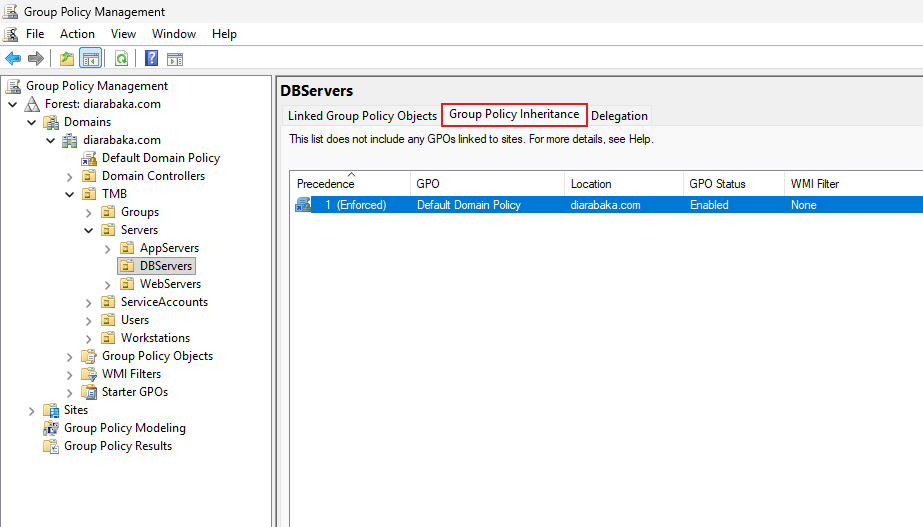 Group Policy Management
File Action View Window Help
Group Policy Management
Forest: diarabaka.com
Domains
diarabaka.com
Default Domain Policy
Domain Controllers
TMB
Groups
Servers
AppServers
DBServers
WebServers
ServiceAccounts
Users
Workstations
Group Policy Objects
WMI Filters
Starter GPOs
Sites
Group Policy Modeling
Group Policy Results
DBServers
Linked Group Policy Objects Group Policy Inheritance Delegation
This list does not include any GPOs linked to sites. For more details, see Help.
Precedence GPO Location GPO Status WMI Filter
1 (Enforced) Default Domain Policy diarabaka.com Enabled None